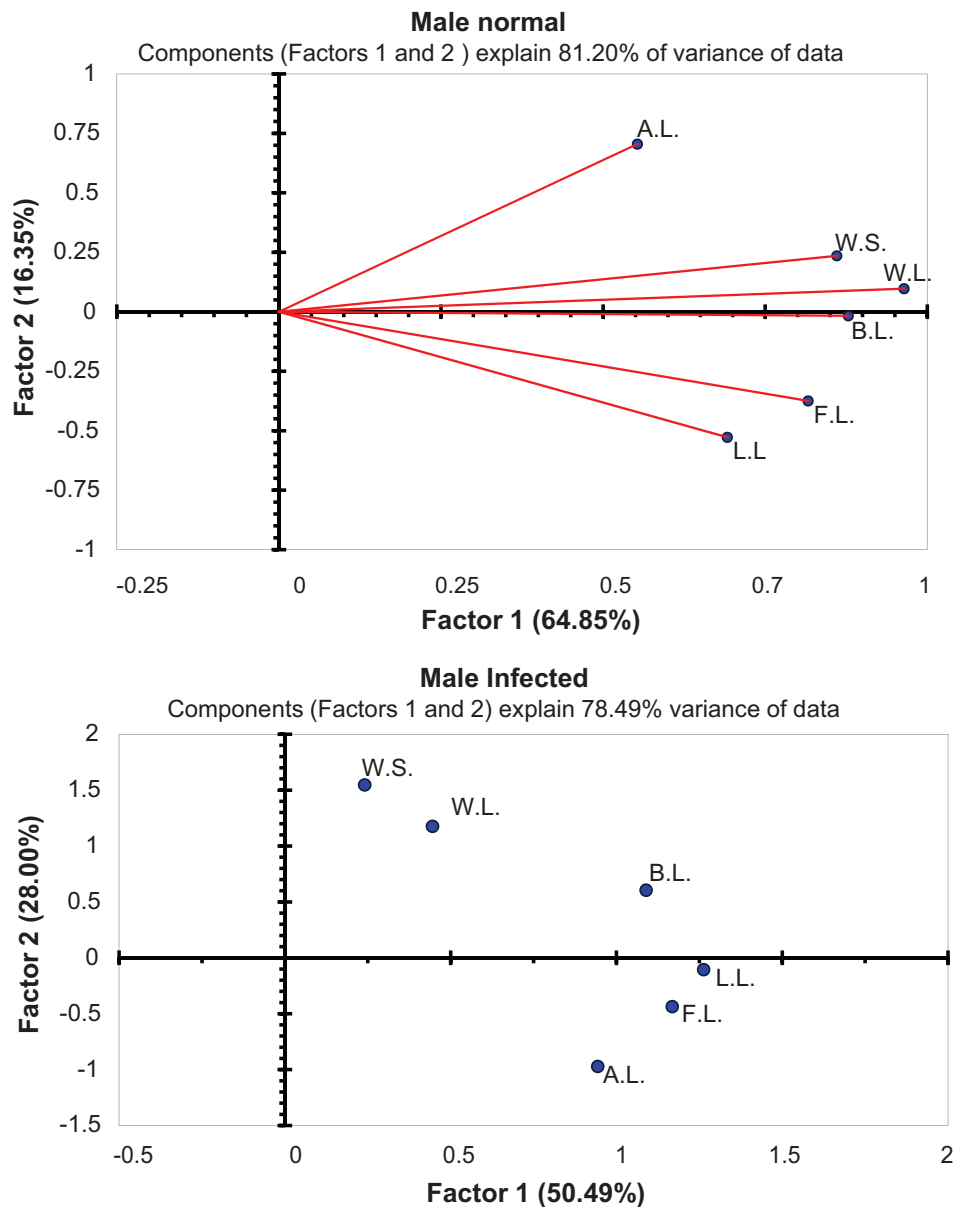 Male normal
Components (Factors 1 and 2 ) explain 81.20% of variance of data
1
0.75
0.5
0.25
0
-0.25
-0.5
-0.75
-1
Factor 2 (16.35%)
A.L.
W.S.
W.L.
B.L.
F.L.
L.L
-0.25 0 0.25 0.5 0.7 1
Factor 1 (64.85%)
Male Infected
Components (Factors 1 and 2) explain 78.49% variance of data
2
1.5
1
0.5
0
-0.5
-1
-1.5
Factor 2 (28.00%)
W.S.
W.L.
B.L.
L.L.
F.L.
A.L.
-0.5 0 0.5 1 1.5 2
Factor 1 (50.49%)